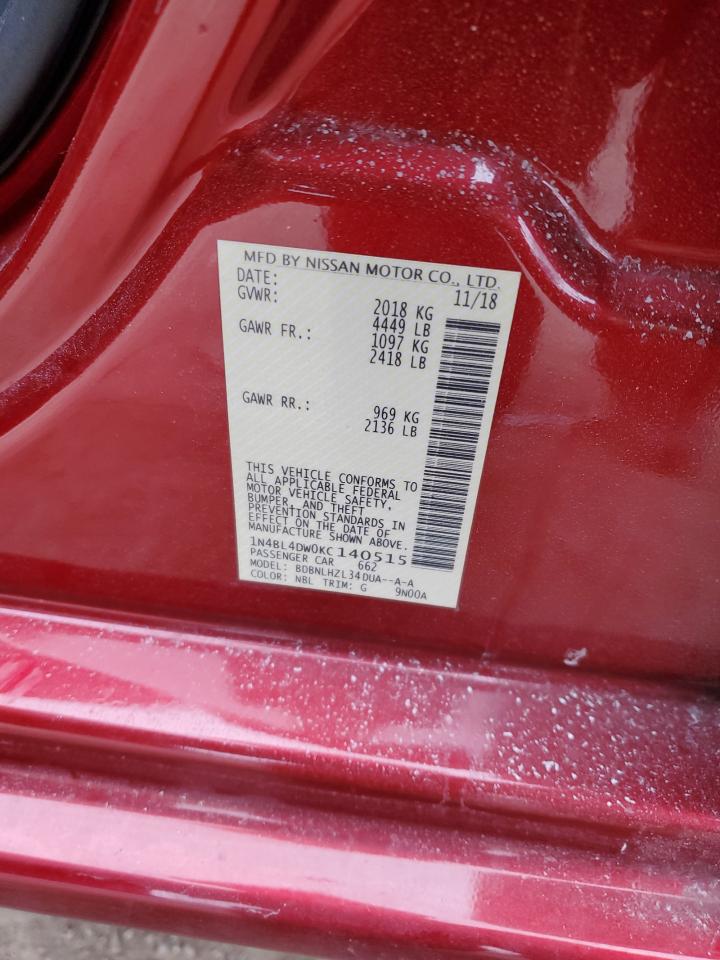 MFD BY NISSAN MOTOR CO., LTD.
DATE: 11/18
GVWR: 2018 KG
4449 LB
GAWR FR.: 1097 KG
2418 LB
GAWR RR.: 969 KG
2136 LB
THIS VEHICLE CONFORMS TO
ALL APPLICABLE FEDERAL
MOTOR VEHICLE SAFETY,
BUMPER, AND THEFT
PREVENTION STANDARDS IN
EFFECT ON THE DATE OF
MANUFACTURE SHOWN ABOVE.
1N4BL4DW0KC140515
PASSENGER CAR 662
MODEL: BDBNLHZL34DUA--A-A
COLOR: NBL TRIM: G 9N00A